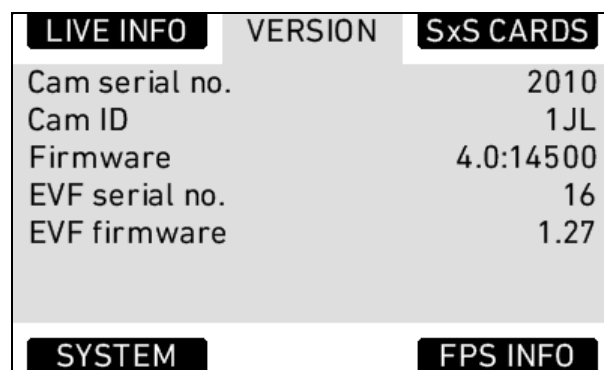 LIVE INFO VERSION SxS CARDS
Cam serial no. 2010
Cam ID 1JL
Firmware 4.0:14500
EVF serial no. 16
EVF firmware 1.27
SYSTEM FPS INFO